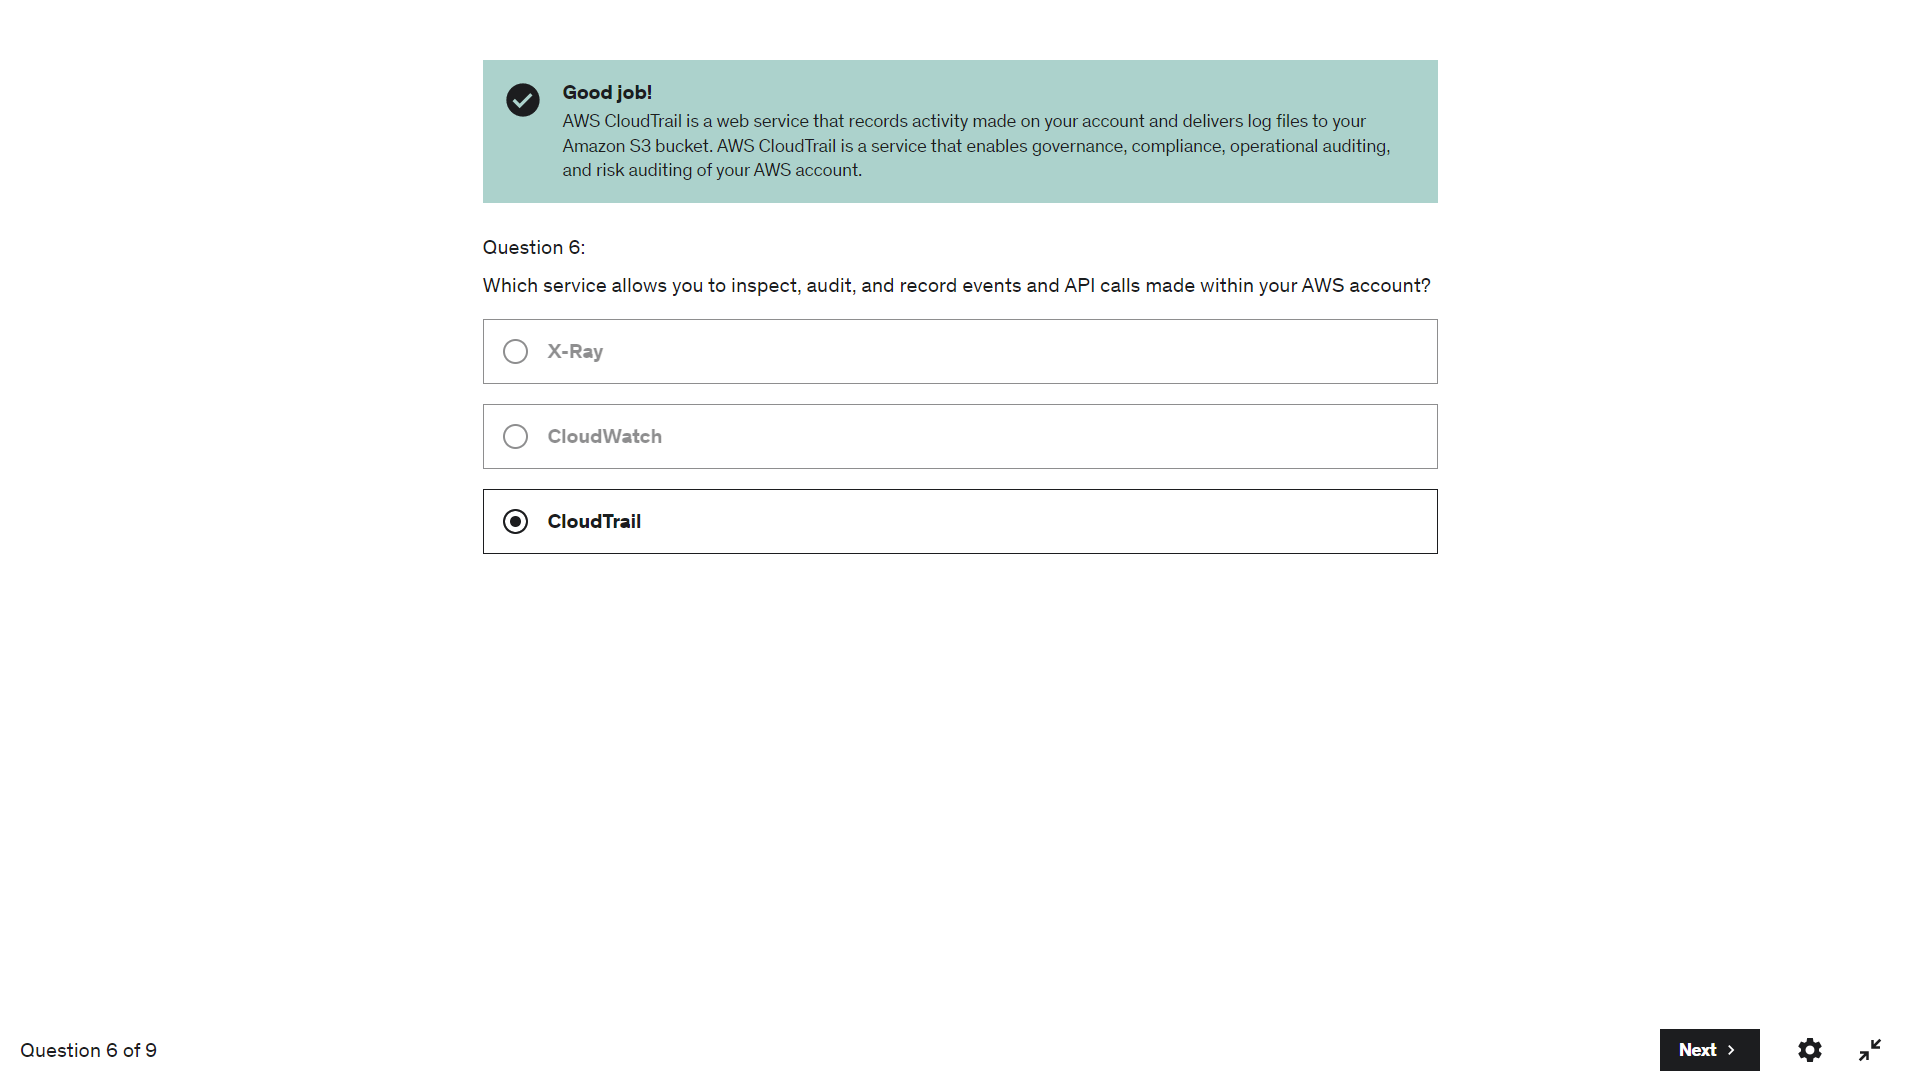 Good job!
AWS CloudTrail is a web service that records activity made on your account and delivers log files to your
Amazon S3 bucket. AWS CloudTrail is a service that enables governance, compliance, operational auditing,
and risk auditing of your AWS account.
Question 6:
Which service allows you to inspect, audit, and record events and API calls made within your AWS account?
X-Ray
CloudWatch
CloudTrail
Question 6 of 9
Next